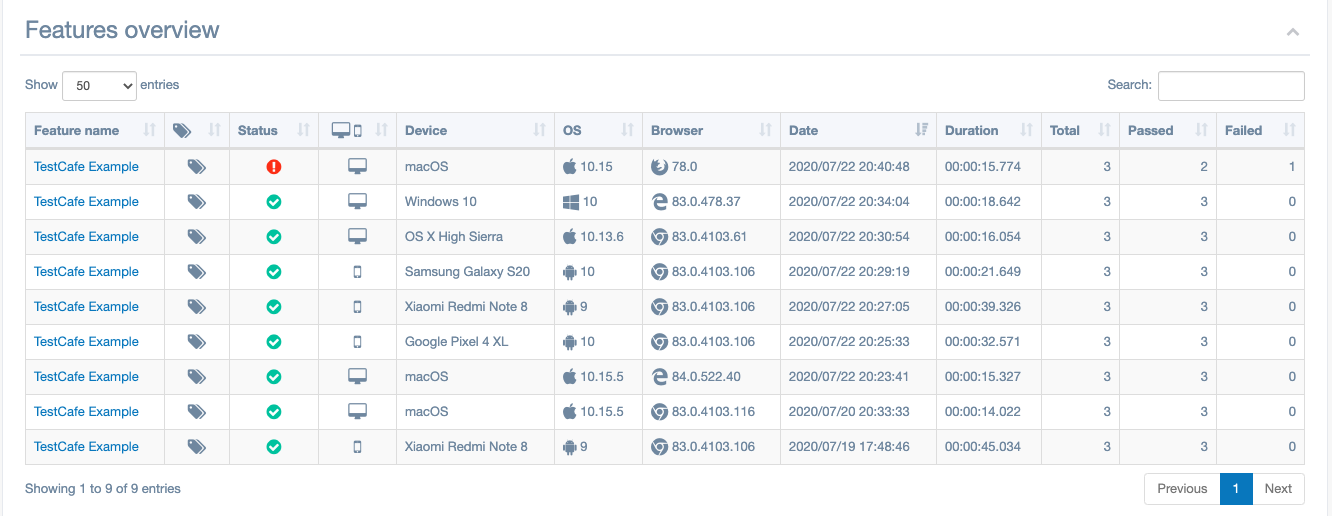 Features overview
Show 50 entries Search:
Feature name Status Device OS Browser Date Duration Total Passed Failed
TestCafe Example macOS 10.15 78.0 2020/07/22 20:40:48 00:00:15.774 3 2 1
TestCafe Example Windows 10 10 83.0.478.37 2020/07/22 20:34:04 00:00:18.642 3 3 0
TestCafe Example OS X High Sierra 10.13.6 83.0.4103.61 2020/07/22 20:30:54 00:00:16.054 3 3 0
TestCafe Example Samsung Galaxy S20 10 83.0.4103.106 2020/07/22 20:29:19 00:00:21.649 3 3 0
TestCafe Example Xiaomi Redmi Note 8 9 83.0.4103.106 2020/07/22 20:27:05 00:00:39.326 3 3 0
TestCafe Example Google Pixel 4 XL 10 83.0.4103.106 2020/07/22 20:25:33 00:00:32.571 3 3 0
TestCafe Example macOS 10.15.5 84.0.522.40 2020/07/22 20:23:41 00:00:15.327 3 3 0
TestCafe Example macOS 10.15.5 83.0.4103.116 2020/07/20 20:33:33 00:00:14.022 3 3 0
TestCafe Example Xiaomi Redmi Note 8 9 83.0.4103.106 2020/07/19 17:48:46 00:00:45.034 3 3 0
Showing 1 to 9 of 9 entries Previous 1 Next